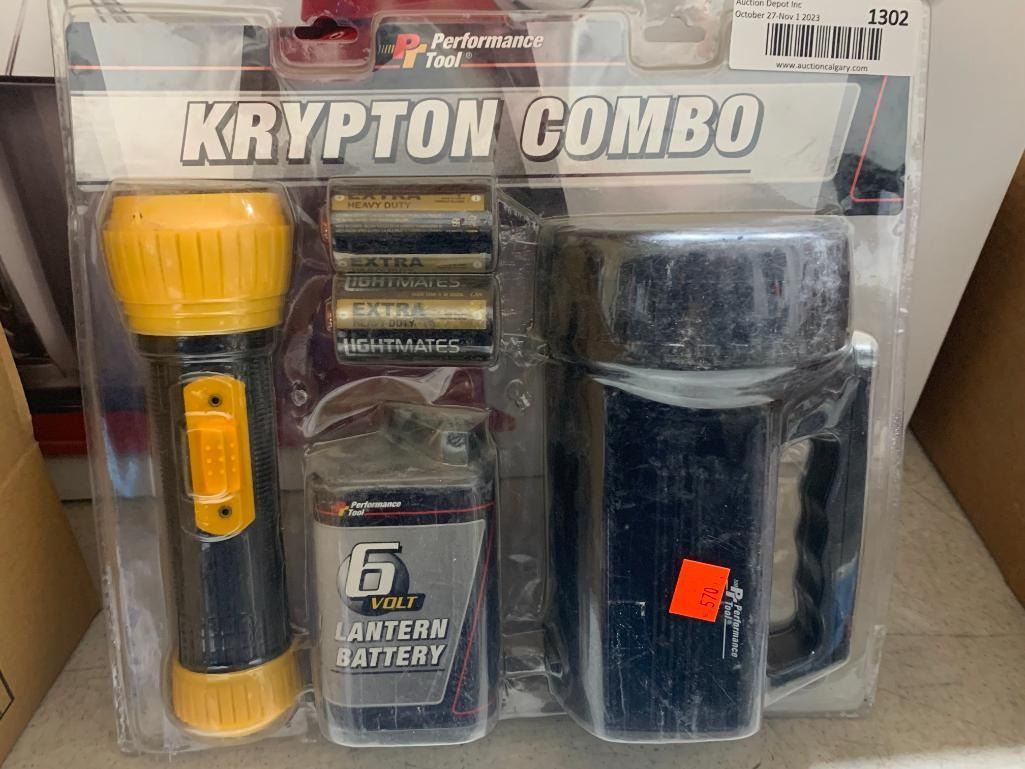 Auction Depot Inc
October 27-Nov 1 2023
1302
www.auctioncalgary.com
Performance
Tool®
KRYPTON COMBO
EXTRA
HEAVY DUTY
EXTRA
LIGHTMATES
EXTRA
HEAVY DUTY
LIGHTMATES
Performance
Tool
6
VOLT
LANTERN
BATTERY
570
Performance
Tool®